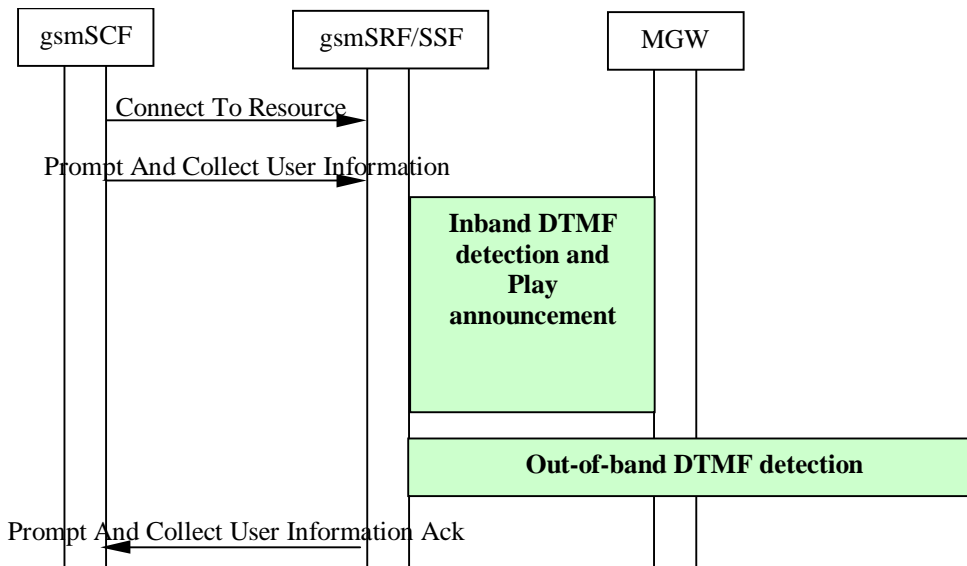 gsmSCF
gsmSRF/SSF
MGW
Connect To Resource
Prompt And Collect User Information
Inband DTMF
detection and
Play
announcement
Out-of-band DTMF detection
Prompt And Collect User Information Ack